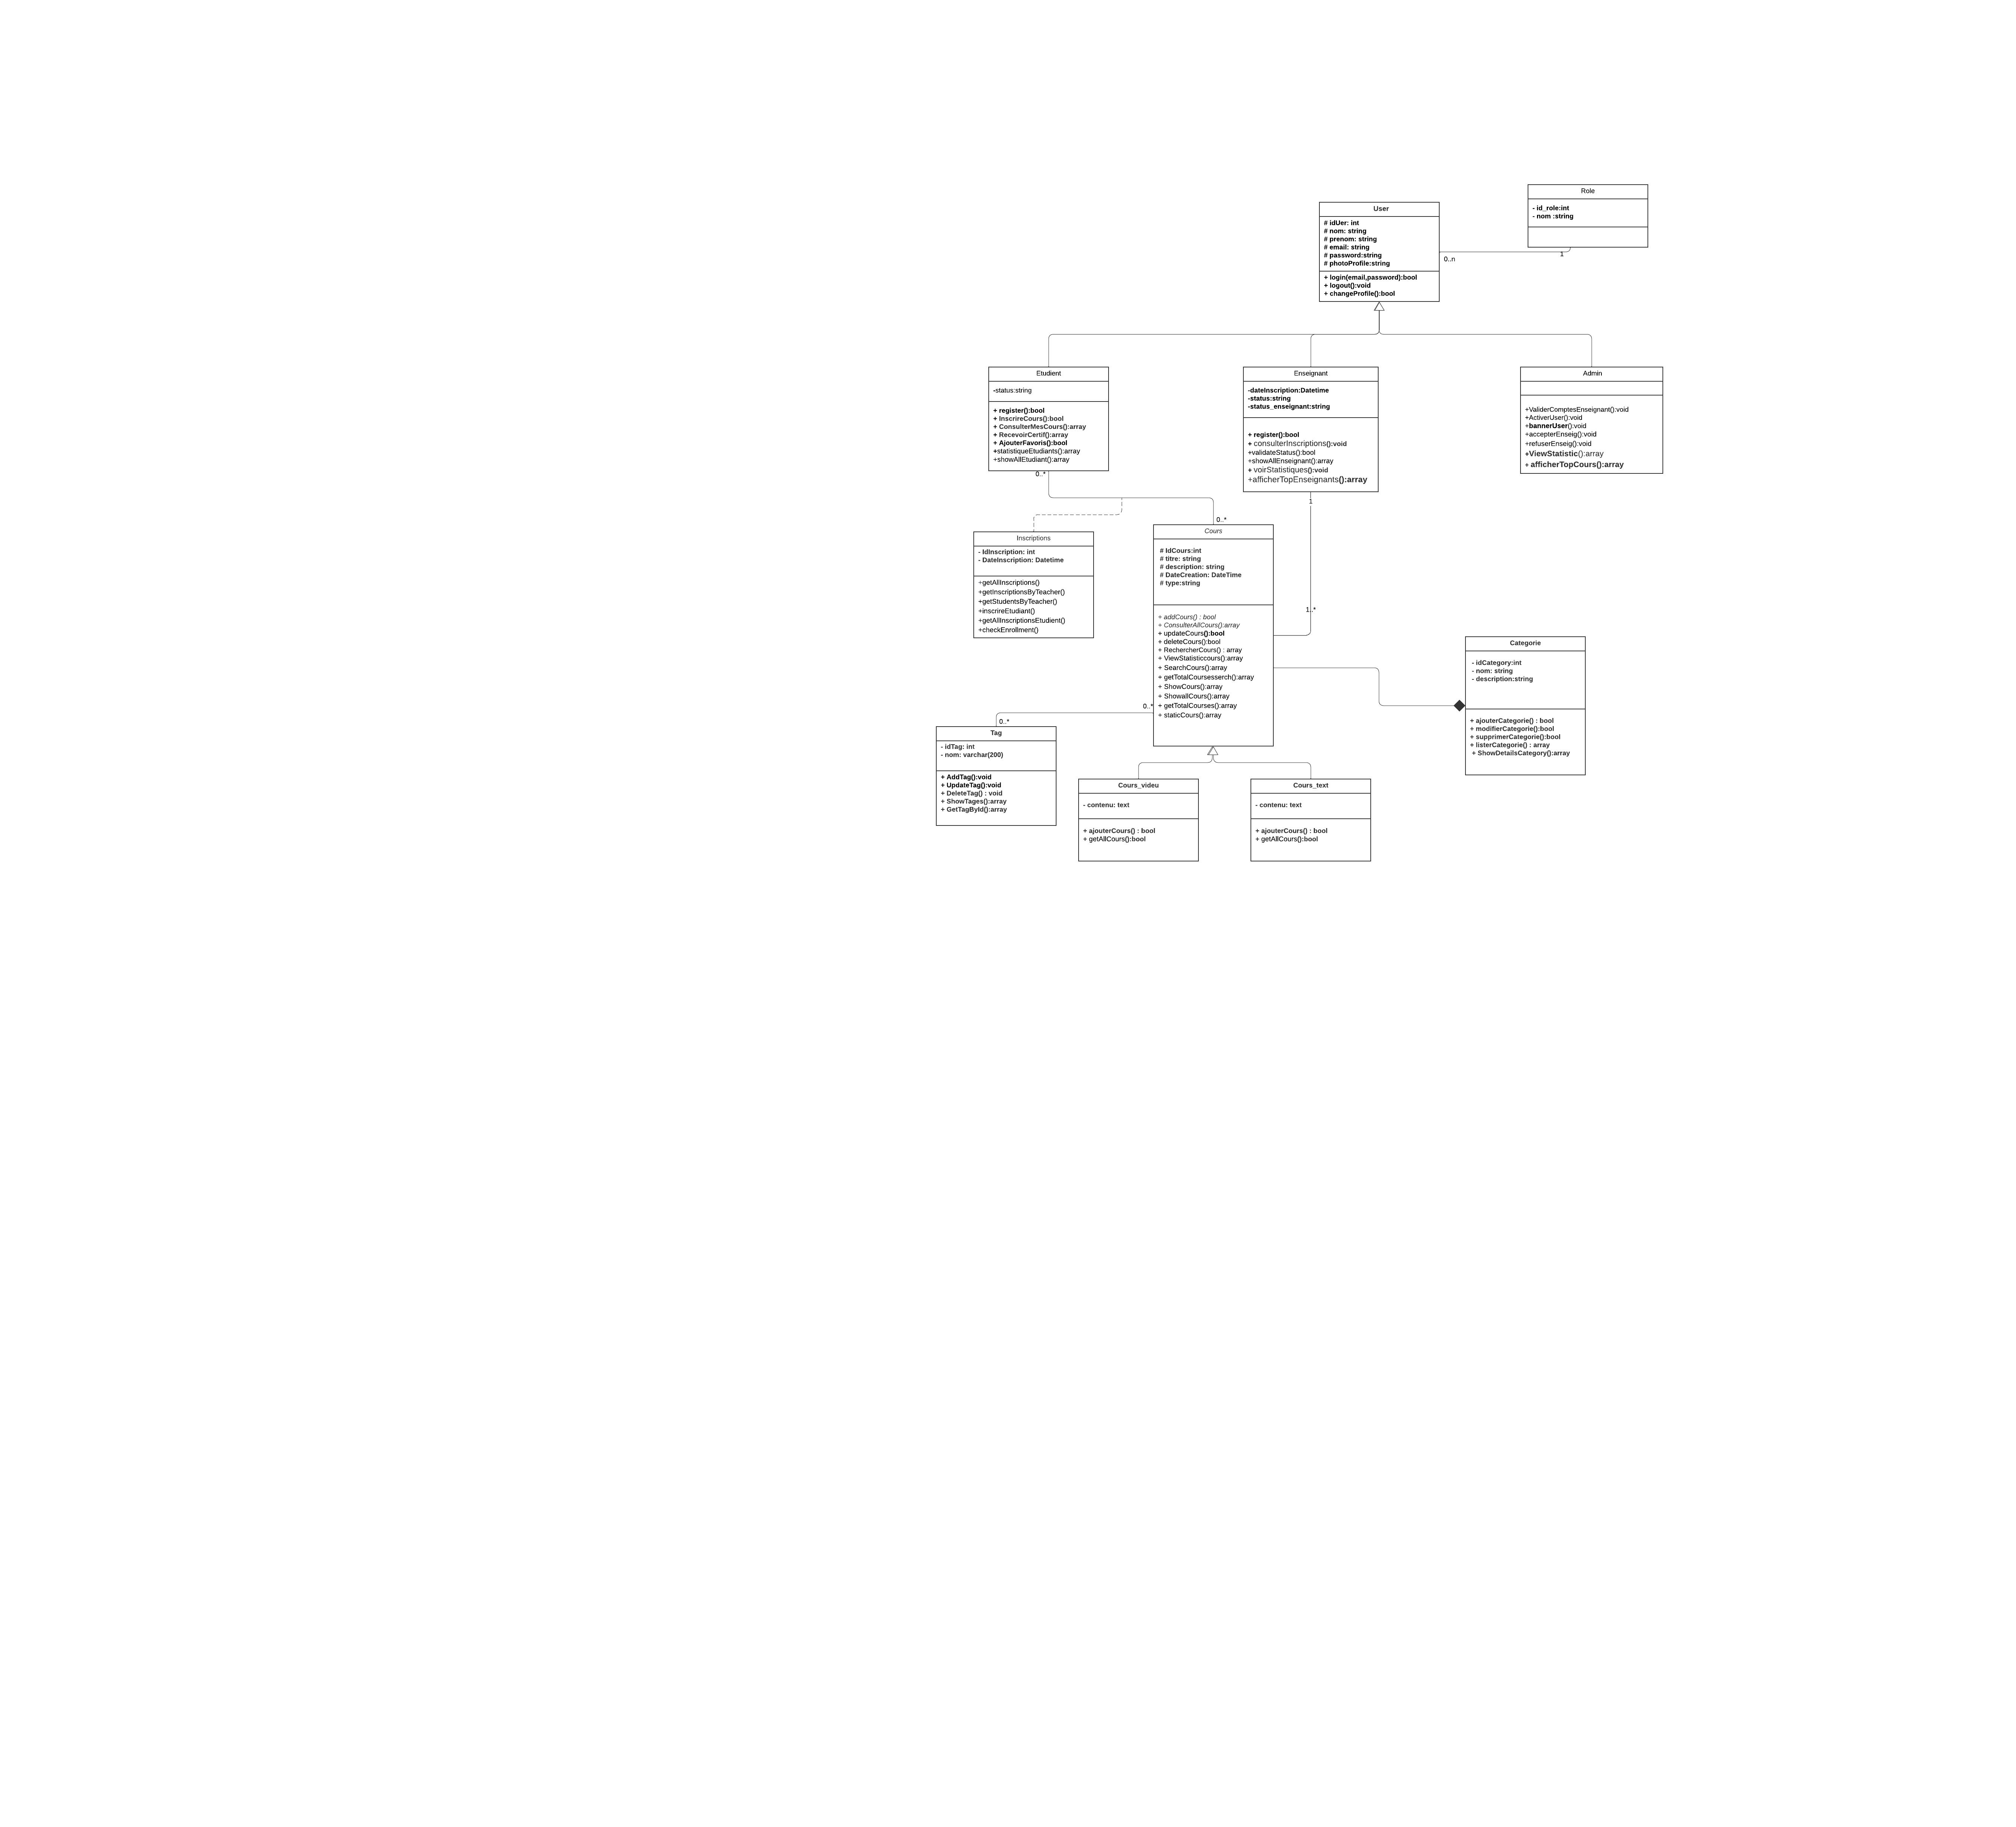 Role
- id_role:int
- nom :string
User
# idUer: int
# nom: string
# prenom: string
# email: string
# password:string
# photoProfile:string
+ login(email,password):bool
+ logout():void
+ changeProfile():bool
0..n
1
Etudient
-status:string
+ register():bool
+ InscrireCours():bool
+ ConsulterMesCours():array
+ RecevoirCertif():array
+ AjouterFavoris():bool
+statistiqueEtudiants():array
+showAllEtudiant():array
0..*
Enseignant
-dateInscription:Datetime
-status:string
-status_enseignant:string
+ register():bool
+ consulterInscriptions():void
+validateStatus():bool
+showAllEnseignant():array
+ voirStatistiques():void
+afficherTopEnseignants():array
1
Admin
+ValiderComptesEnseignant():void
+ActiverUser():void
+bannerUser():void
+accepterEnseig():void
+refuserEnseig():void
+ViewStatistic():array
+ afficherTopCours():array
0..*
Inscriptions
- IdInscription: int
- DateInscription: Datetime
+getAllInscriptions()
+getInscriptionsByTeacher()
+getStudentsByTeacher()
+inscrireEtudiant()
+getAllInscriptionsEtudient()
+checkEnrollment()
Cours
# IdCours:int
# titre: string
# description: string
# DateCreation: DateTime
# type:string
+ addCours() : bool
+ ConsulterAllCours():array
+ updateCours():bool
+ deleteCours():bool
+ RechercherCours() : array
+ ViewStatisticcours():array
+ SearchCours():array
+ getTotalCoursesserch():array
+ ShowCours():array
+ ShowallCours():array
+ getTotalCourses():array
+ staticCours():array
1..*
Categorie
- idCategory:int
- nom: string
- description:string
+ ajouterCategorie() : bool
+ modifierCategorie():bool
+ supprimerCategorie():bool
+ listerCategorie() : array
+ ShowDetailsCategory():array
0..*
0..*
Tag
- idTag: int
- nom: varchar(200)
+ AddTag():void
+ UpdateTag():void
+ DeleteTag() : void
+ ShowTages():array
+ GetTagById():array
Cours_videu
- contenu: text
+ ajouterCours() : bool
+ getAllCours():bool
Cours_text
- contenu: text
+ ajouterCours() : bool
+ getAllCours():bool